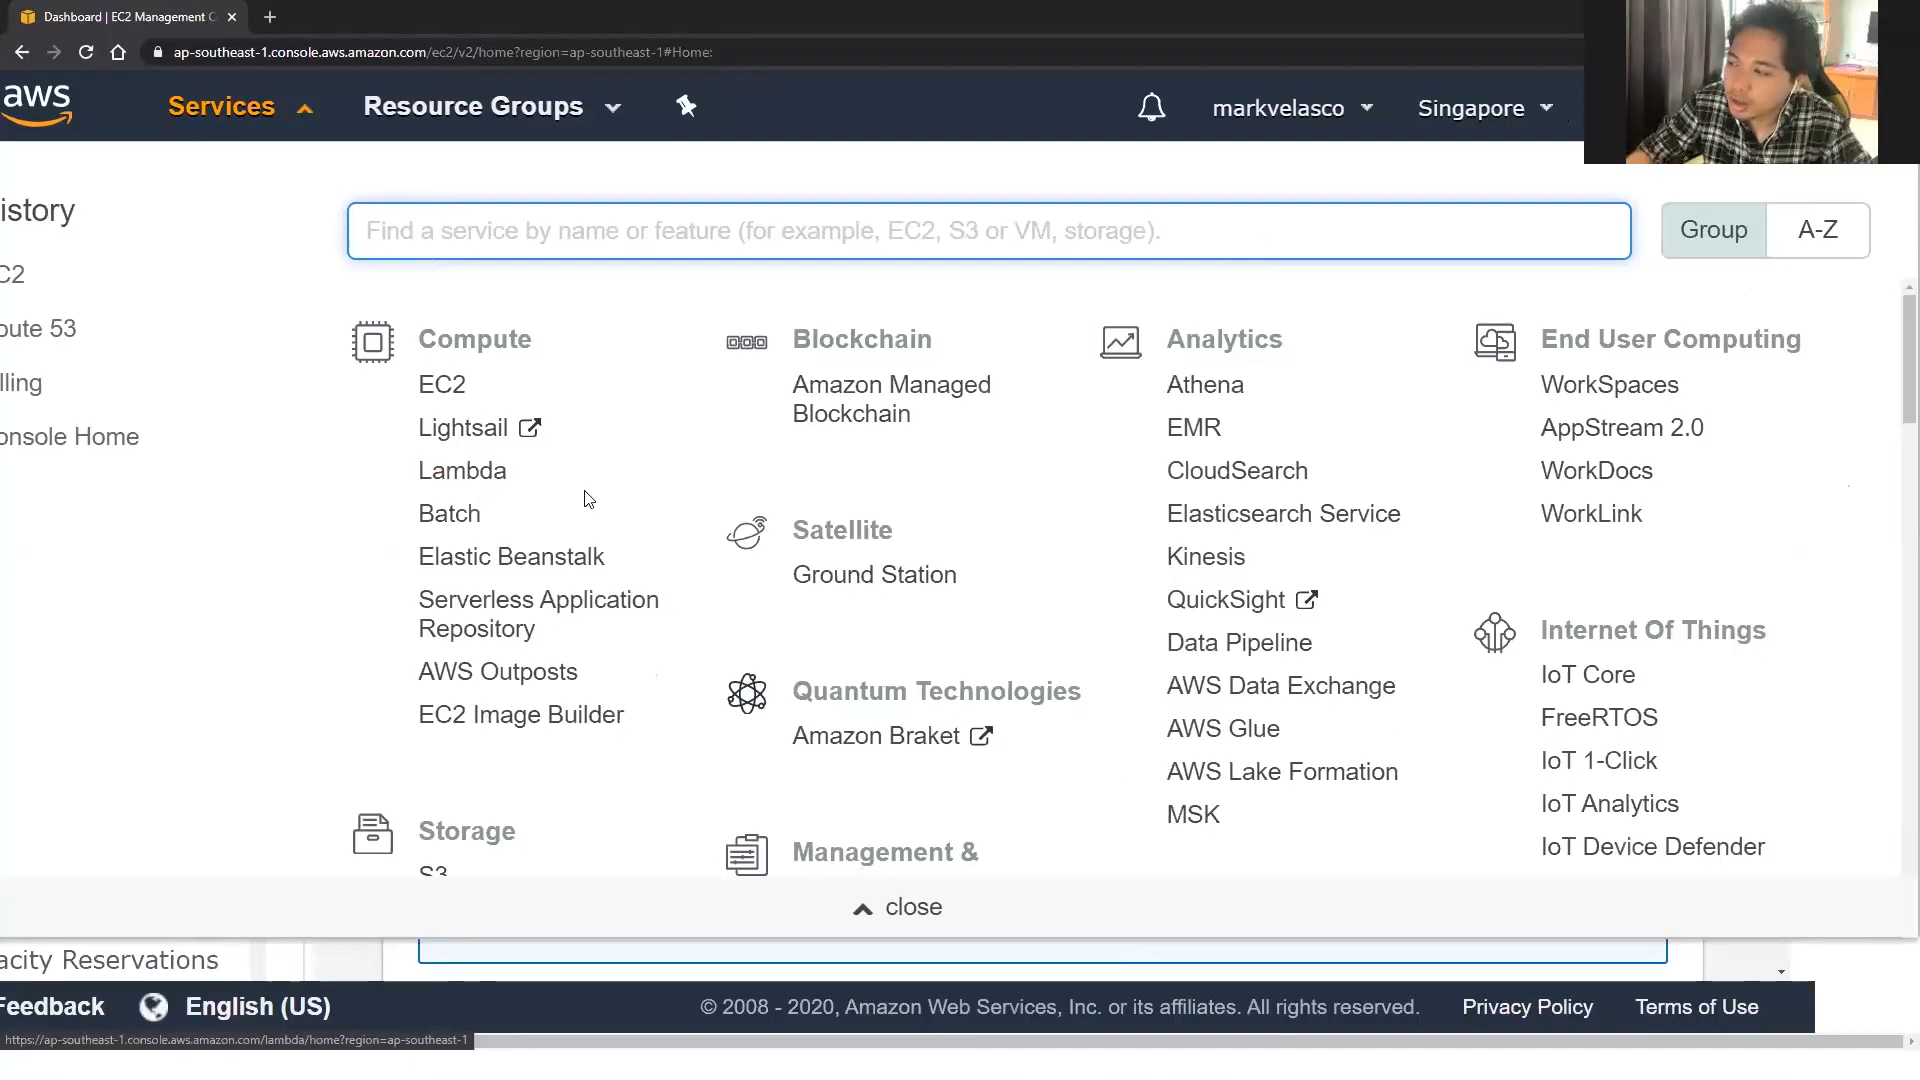 Dashboard | EC2 Management C
ap-southeast-1.console.aws.amazon.com/ec2/v2/home?region=ap-southeast-1#Home:
aws
Services
Resource Groups
markvelasco
Singapore
istory
C2
oute 53
lling
onsole Home
Find a service by name or feature (for example, EC2, S3 or VM, storage).
Group
A-Z
Compute
EC2
Lightsail
Lambda
Batch
Elastic Beanstalk
Serverless Application
Repository
AWS Outposts
EC2 Image Builder
Storage
S3
Blockchain
Amazon Managed
Blockchain
Satellite
Ground Station
Quantum Technologies
Amazon Braket
Management &
Analytics
Athena
EMR
CloudSearch
Elasticsearch Service
Kinesis
QuickSight
Data Pipeline
AWS Data Exchange
AWS Glue
AWS Lake Formation
MSK
End User Computing
WorkSpaces
AppStream 2.0
WorkDocs
WorkLink
Internet Of Things
IoT Core
FreeRTOS
IoT 1-Click
IoT Analytics
IoT Device Defender
close
acity Reservations
Feedback
English (US)
© 2008 - 2020, Amazon Web Services, Inc. or its affiliates. All rights reserved.
Privacy Policy
Terms of Use
https://ap-southeast-1.console.aws.amazon.com/lambda/home?region=ap-southeast-1